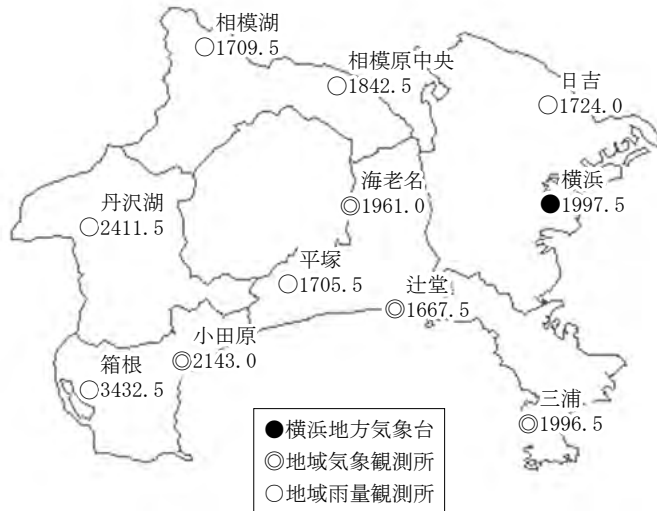 相模湖
○1709.5
相模原中央
○1842.5
日吉
○1724.0
丹沢湖
○2411.5
海老名
◎1961.0
横浜
●1997.5
平塚
○1705.5
辻堂
◎1667.5
小田原
◎2143.0
箱根
○3432.5
三浦
◎1996.5
●横浜地方気象台
◎地域気象観測所
○地域雨量観測所